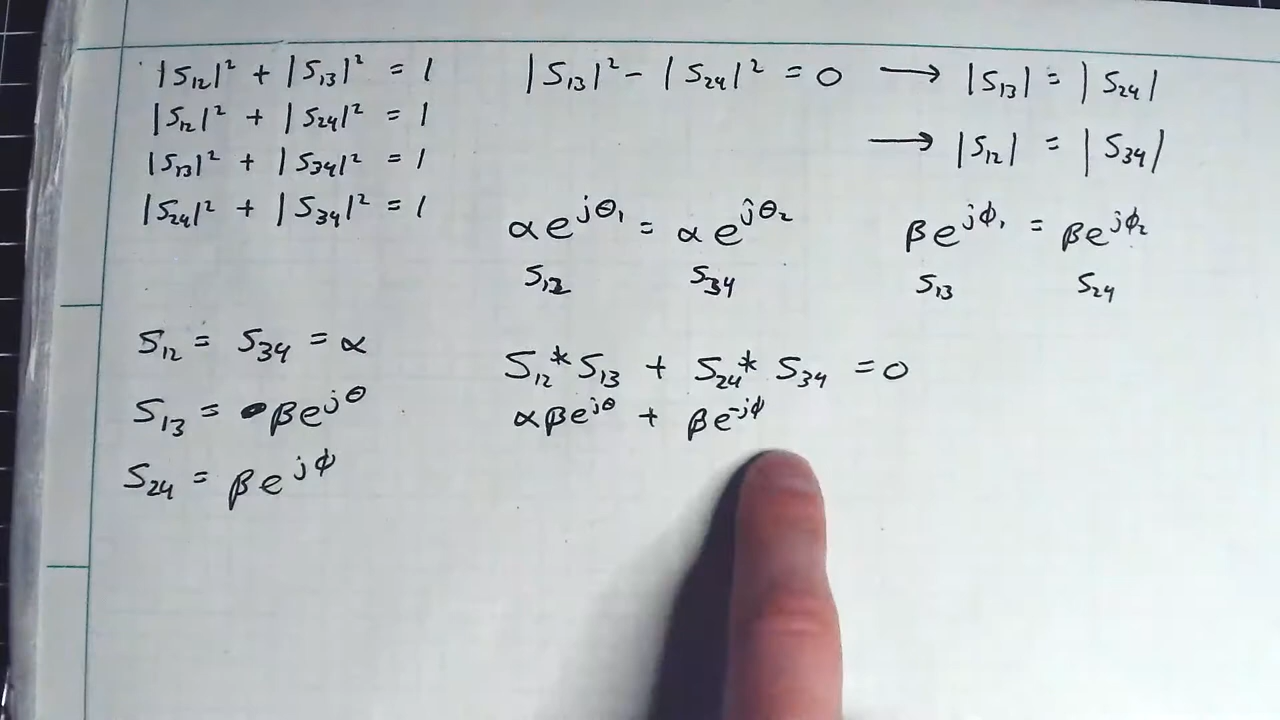 |S₁₂|² + |S₁₃|² = 1
|S₁₂|² + |S₂₄|² = 1
|S₁₃|² + |S₃₄|² = 1
|S₂₄|² + |S₃₄|² = 1
|S₁₃|² - |S₂₄|² = 0 → |S₁₃| = |S₂₄|
→ |S₁₂| = |S₃₄|
αe^{jθ₁} = αe^{jθ₂}
S₁₂ S₃₄
βe^{jϕ₁} = βe^{jϕ₂}
S₁₃ S₂₄
S₁₂ = S₃₄ = α
S₁₃ = βe^{jθ}
S₂₄ = βe^{jϕ}
S₁₂* S₁₃ + S₂₄* S₃₄ = 0
αβe^{jθ} + βe^{-jϕ}